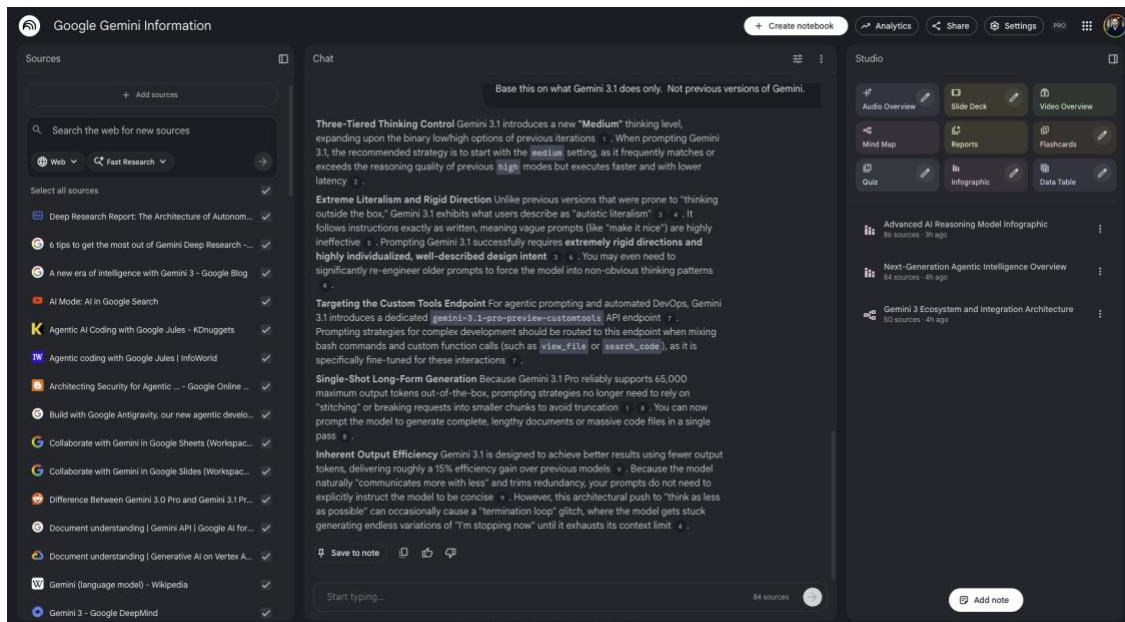 Google Gemini Information
+ Create notebook
Analytics
Share
Settings
PRO
Sources
+ Add sources
Search the web for new sources
Web
Fast Research
Select all sources
Deep Research Report: The Architecture of Autonom...
6 tips to get the most out of Gemini Deep Research -...
A new era of intelligence with Gemini 3 - Google Blog
AI Mode: AI in Google Search
Agentic AI Coding with Google Jules - KDnuggets
Agentic coding with Google Jules | InfoWorld
Architecting Security for Agentic ... - Google Online ...
Build with Google Antigravity, our new agentic develo...
Collaborate with Gemini in Google Sheets (Workspac...
Collaborate with Gemini in Google Slides (Workspac...
Difference Between Gemini 3.0 Pro and Gemini 3.1 Pr...
Document understanding | Gemini API | Google AI for...
Document understanding | Generative AI on Vertex A...
Gemini (language model) - Wikipedia
Gemini 3 - Google DeepMind
Chat
Base this on what Gemini 3.1 does only. Not previous versions of Gemini.
Three-Tiered Thinking Control Gemini 3.1 introduces a new "Medium" thinking level,
expanding upon the binary low/high options of previous iterations 1 . When prompting Gemini
3.1, the recommended strategy is to start with the medium setting, as it frequently matches or
exceeds the reasoning quality of previous high modes but executes faster and with lower
latency 2 .
Extreme Literalism and Rigid Direction Unlike previous versions that were prone to "thinking
outside the box," Gemini 3.1 exhibits what users describe as "autistic literalism" 3 4 . It
follows instructions exactly as written, meaning vague prompts (like "make it nice") are highly
ineffective 5 . Prompting Gemini 3.1 successfully requires extremely rigid directions and
highly individualized, well-described design intent 3 6 . You may even need to
significantly re-engineer older prompts to force the model into non-obvious thinking patterns
4 .
Targeting the Custom Tools Endpoint For agentic prompting and automated DevOps, Gemini
3.1 introduces a dedicated gemini-3.1-pro-preview-customtools API endpoint 7 .
Prompting strategies for complex development should be routed to this endpoint when mixing
bash commands and custom function calls (such as view_file or search_code), as it is
specifically fine-tuned for these interactions 7 .
Single-Shot Long-Form Generation Because Gemini 3.1 Pro reliably supports 65,000
maximum output tokens out-of-the-box, prompting strategies no longer need to rely on
"stitching" or breaking requests into smaller chunks to avoid truncation 1 8 . You can now
prompt the model to generate complete, lengthy documents or massive code files in a single
pass 8 .
Inherent Output Efficiency Gemini 3.1 is designed to achieve better results using fewer output
tokens, delivering roughly a 15% efficiency gain over previous models 9 . Because the model
naturally "communicates more with less" and trims redundancy, your prompts do not need to
explicitly instruct the model to be concise 9 . However, this architectural push to "think as less
as possible" can occasionally cause a "termination loop" glitch, where the model gets stuck
generating endless variations of "I'm stopping now" until it exhausts its context limit 4 .
Save to note
Start typing...
84 sources
Studio
Audio Overview
Slide Deck
Video Overview
Mind Map
Reports
Flashcards
Quiz
Infographic
Data Table
Advanced AI Reasoning Model Infographic
86 sources · 3h ago
Next-Generation Agentic Intelligence Overview
84 sources · 4h ago
Gemini 3 Ecosystem and Integration Architecture
50 sources · 4h ago
Add note